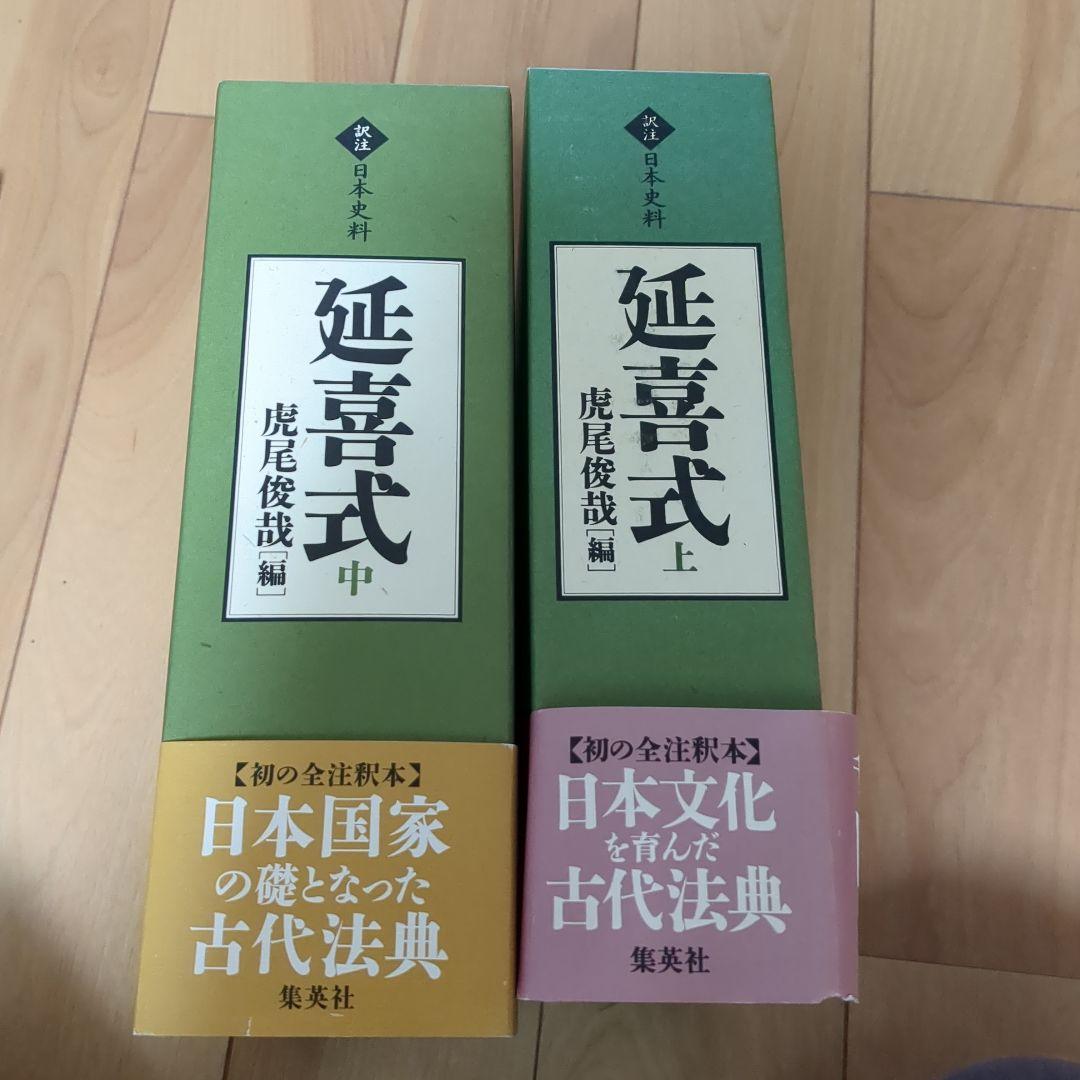 訳注
日本史料
延喜式
中
虎尾俊哉[編]
【初の全注釈本】
日本国家
の礎となった
古代法典
集英社
訳注
日本史料
延喜式
上
虎尾俊哉[編]
【初の全注釈本】
日本文化
を育んだ
古代法典
集英社